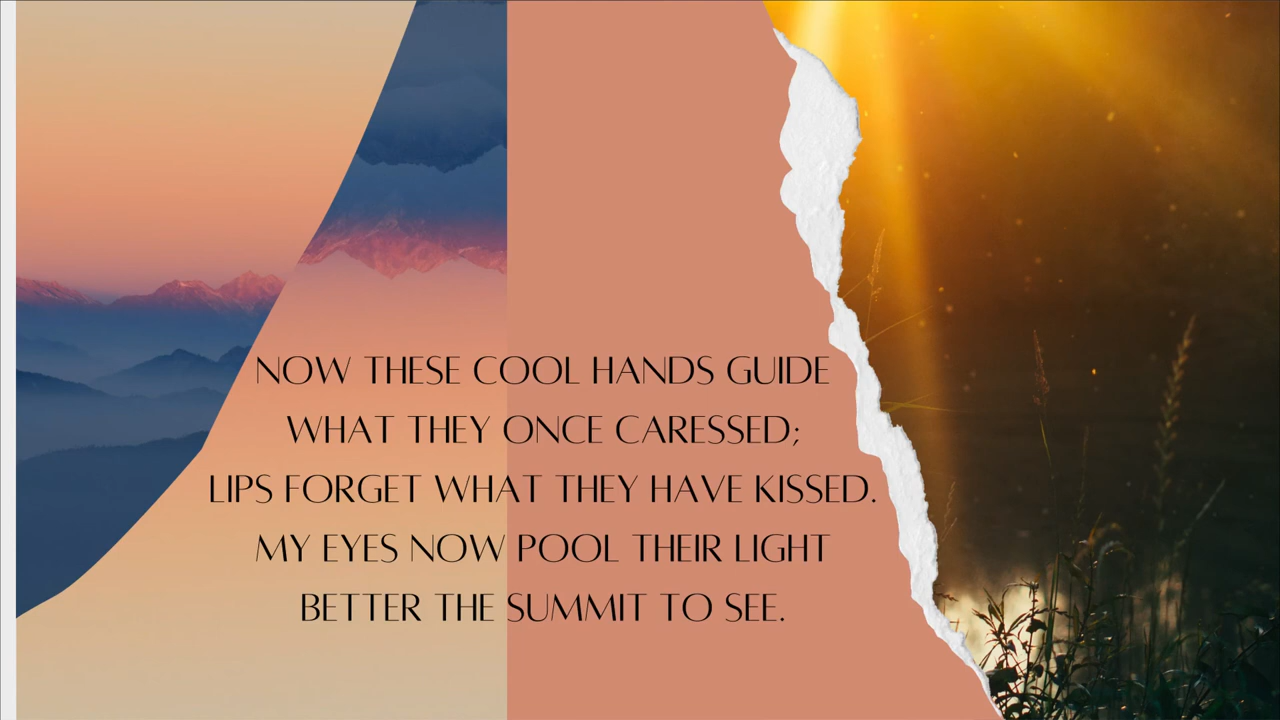 NOW THESE COOL HANDS GUIDE
WHAT THEY ONCE CARESSED;
LIPS FORGET WHAT THEY HAVE KISSED.
MY EYES NOW POOL THEIR LIGHT
BETTER THE SUMMIT TO SEE.